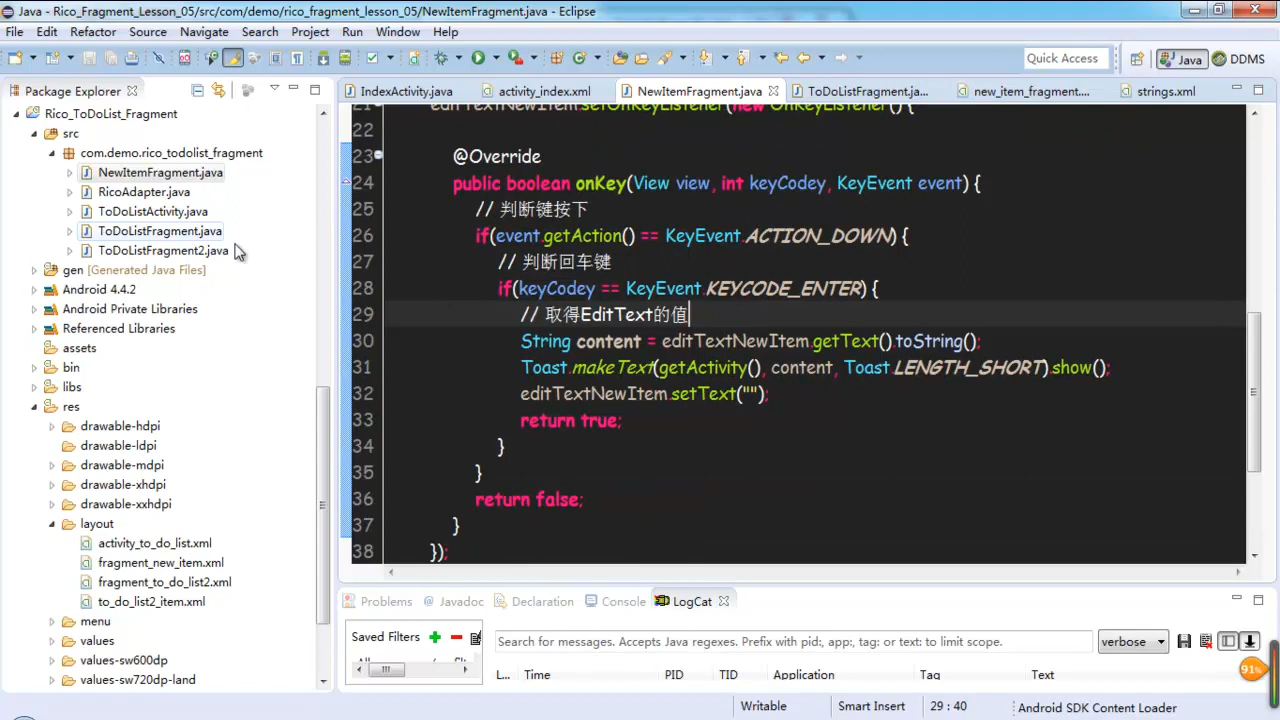 Java - Rico_Fragment_Lesson_05/src/com/demo/rico_fragment_lesson_05/NewItemFragment.java - Eclipse
File Edit Refactor Source Navigate Search Project Run Window Help
Quick Access Java DDMS
Package Explorer
IndexActivity.java activity_index.xml NewItemFragment.java ToDoListFragment.ja... new_item_fragment.... strings.xml
Rico_ToDoList_Fragment
src
com.demo.rico_todolist_fragment
NewItemFragment.java
RicoAdapter.java
ToDoListActivity.java
ToDoListFragment.java
ToDoListFragment2.java
gen [Generated Java Files]
Android 4.4.2
Android Private Libraries
Referenced Libraries
assets
bin
libs
res
drawable-hdpi
drawable-ldpi
drawable-mdpi
drawable-xhdpi
drawable-xxhdpi
layout
activity_to_do_list.xml
fragment_new_item.xml
fragment_to_do_list2.xml
to_do_list2_item.xml
menu
values
values-sw600dp
values-sw720dp-land
21 editTextNewItem.setOnKeyListener(new OnKeyListener() {
22
23 @Override
24 public boolean onKey(View view, int keyCodey, KeyEvent event) {
25 // 判断键按下
26 if(event.getAction() == KeyEvent.ACTION_DOWN) {
27 // 判断回车键
28 if(keyCodey == KeyEvent.KEYCODE_ENTER) {
29 // 取得EditText的值
30 String content = editTextNewItem.getText().toString();
31 Toast.makeText(getActivity(), content, Toast.LENGTH_SHORT).show();
32 editTextNewItem.setText("");
33 return true;
34 }
35 }
36 return false;
37 }
38 });
Problems Javadoc Declaration Console LogCat
Saved Filters
Search for messages. Accepts Java regexes. Prefix with pid:, app:, tag: or text: to limit scope.
verbose
L... Time PID TID Application Tag Text
91%
Writable Smart Insert 29 : 40 Android SDK Content Loader